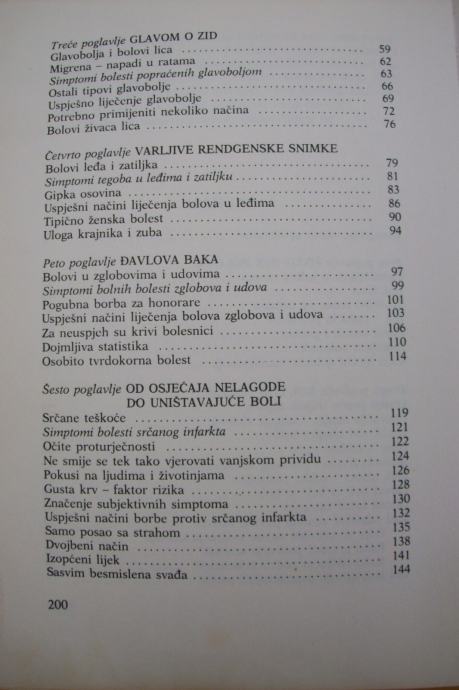 Treće poglavlje GLAVOM O ZID
Glavobolja i bolovi lica .......... 59
Migrena – napadi u ratama .......... 62
Simptomi bolesti popraćenih glavoboljom .......... 63
Ostali tipovi glavobolje .......... 66
Uspješno liječenje glavobolje .......... 69
Potrebno primijeniti nekoliko načina .......... 72
Bolovi živaca lica .......... 76
Četvrto poglavlje VARLJIVE RENDGENSKE SNIMKE
Bolovi leđa i zatiljka .......... 79
Simptomi tegoba u leđima i zatiljku .......... 81
Gipka osovina .......... 83
Uspješni načini liječenja bolova u leđima .......... 86
Tipično ženska bolest .......... 90
Uloga krajnika i zuba .......... 94
Peto poglavlje ĐAVLOVA BAKA
Bolovi u zglobovima i udovima .......... 97
Simptomi bolnih bolesti zglobova i udova .......... 99
Pogubna borba za honorare .......... 101
Uspješni načini liječenja bolova zglobova i udova .......... 103
Za neuspjeh su krivi bolesnici .......... 106
Dojmljiva statistika .......... 110
Osobito tvrdokorna bolest .......... 114
Šesto poglavlje OD OSJEĆAJA NELAGODE
DO UNIŠTAVAJUĆE BOLI
Srčane teškoće .......... 119
Simptomi bolesti srčanog infarkta .......... 121
Očite proturječnosti .......... 122
Ne smije se tek tako vjerovati vanjskom prividu .......... 124
Pokusi na ljudima i životinjama .......... 126
Gusta krv – faktor rizika .......... 128
Značenje subjektivnih simptoma .......... 130
Uspješni načini borbe protiv srčanog infarkta .......... 132
Samo posao sa strahom .......... 135
Dvojbeni način .......... 138
Izopćeni lijek .......... 141
Sasvim besmislena svađa .......... 144
200